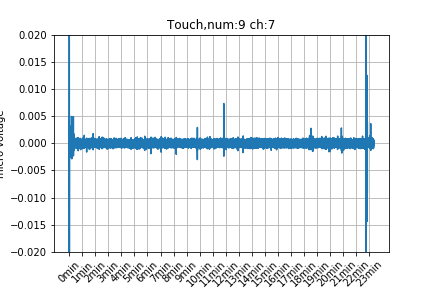 Touch,num:9 ch:7
0.020
0.015
0.010
0.005
0.000
−0.005
−0.010
−0.015
−0.020
micro voltage
0min
1min
2min
3min
4min
5min
6min
7min
8min
9min
10min
11min
12min
13min
14min
15min
16min
17min
18min
19min
20min
21min
22min
23min